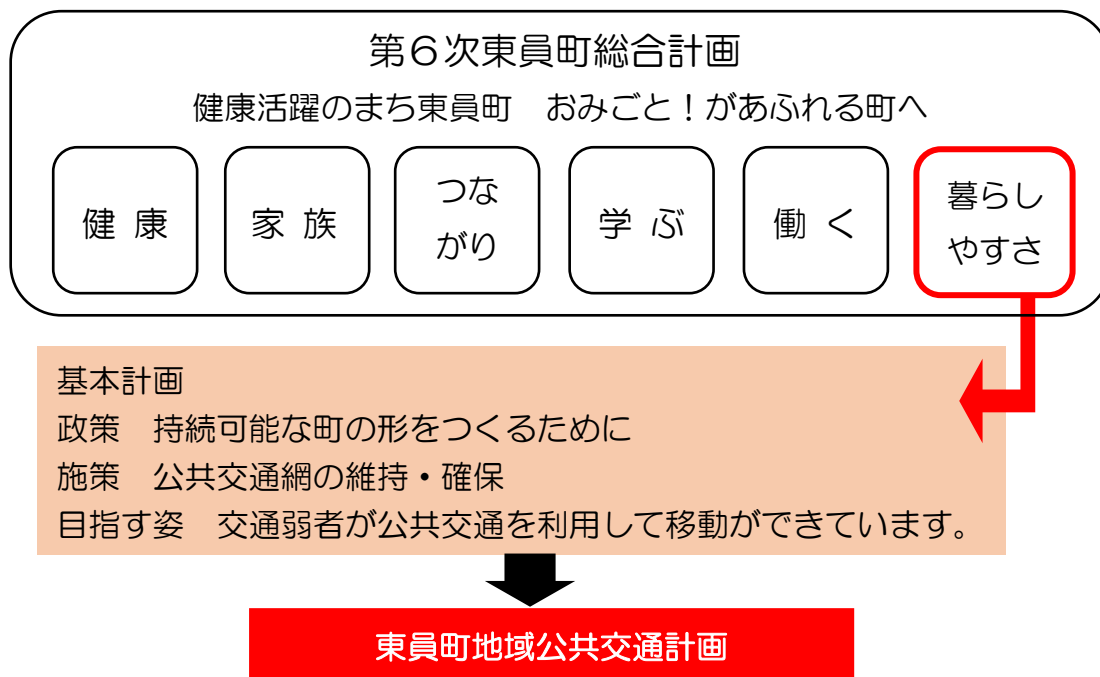 第６次東員町総合計画
健康活躍のまち東員町　おみごと！があふれる町へ
健 康
家 族
つな
がり
学 ぶ
働 く
暮らし
やすさ
基本計画
政策　持続可能な町の形をつくるために
施策　公共交通網の維持・確保
目指す姿　交通弱者が公共交通を利用して移動ができています。
東員町地域公共交通計画